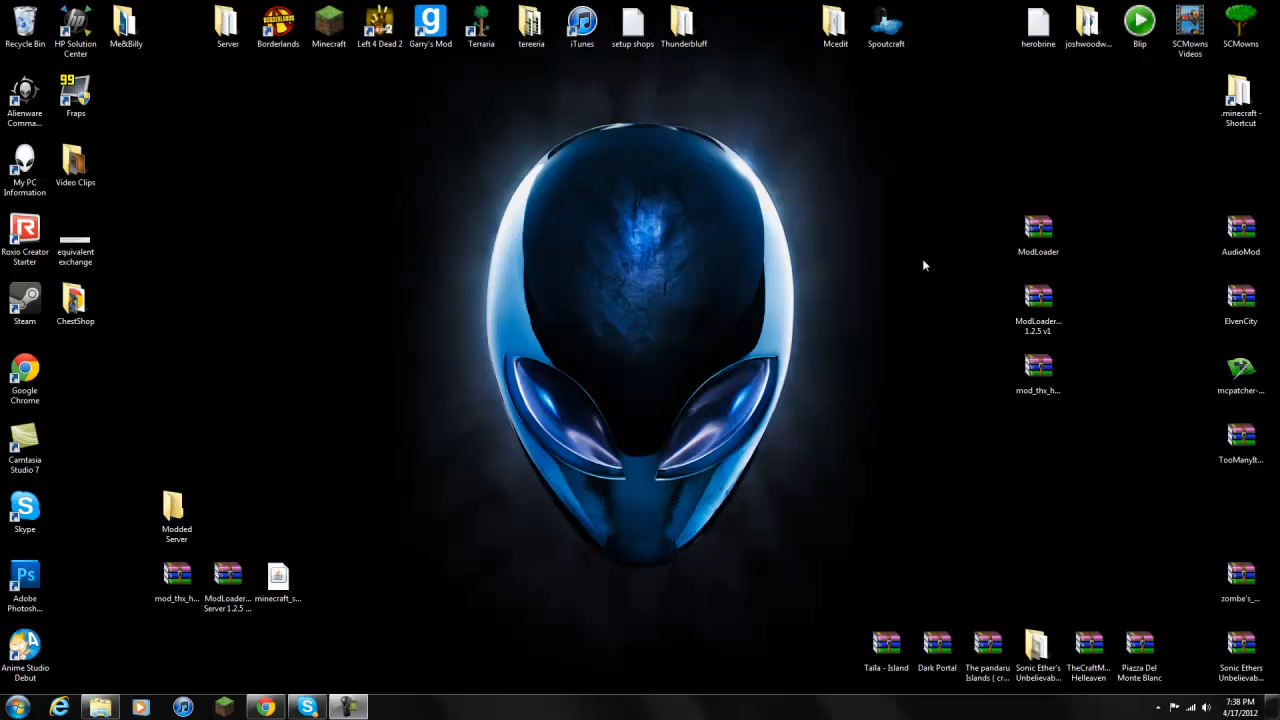 Recycle Bin
HP Solution
Center
Me&Billy
Server
Borderlands
Minecraft
Left 4 Dead 2
Garry's Mod
Terraria
tereeria
iTunes
setup shops
Thunderbluff
Mcedit
Spoutcraft
herobrine
joshwoodw...
Blip
SCMowns
Videos
SCMowns
Alienware
Comma...
99
Fraps
.minecraft -
Shortcut
My PC
Information
Video Clips
Roxio Creator
Starter
equivalent
exchange
ModLoader
AudioMod
Steam
ChestShop
ModLoader...
1.2.5 v1
ElvenCity
Google
Chrome
mod_thx_h...
mcpatcher-...
Camtasia
Studio 7
TooManyIt...
Skype
Modded
Server
Adobe
Photosh...
mod_thx_h...
ModLoader...
Server 1.2.5 ...
minecraft_s...
zombe's_...
Anime Studio
Debut
Taila - Island
Dark Portal
The pandaru
Islands ( cr...
Sonic Ether's
Unbelievab...
TheCraftM...
Helleaven
Piazza Del
Monte Blanc
Sonic Ethers
Unbelievab...
7:38 PM
4/17/2012